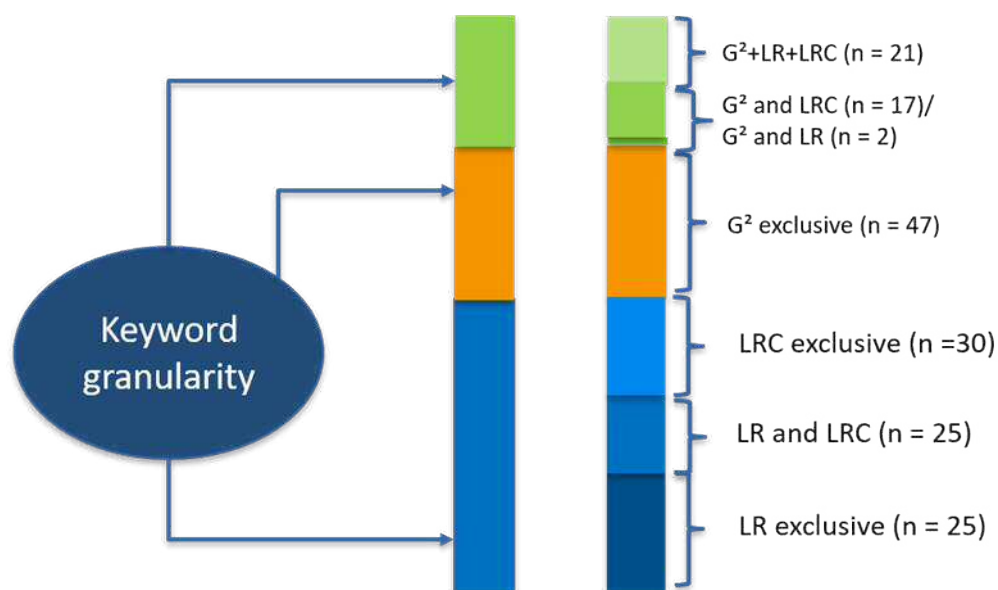 G²+LR+LRC (n = 21)
G² and LRC (n = 17)/
G² and LR (n = 2)
G² exclusive (n = 47)
Keyword
granularity
LRC exclusive (n =30)
LR and LRC (n = 25)
LR exclusive (n = 25)